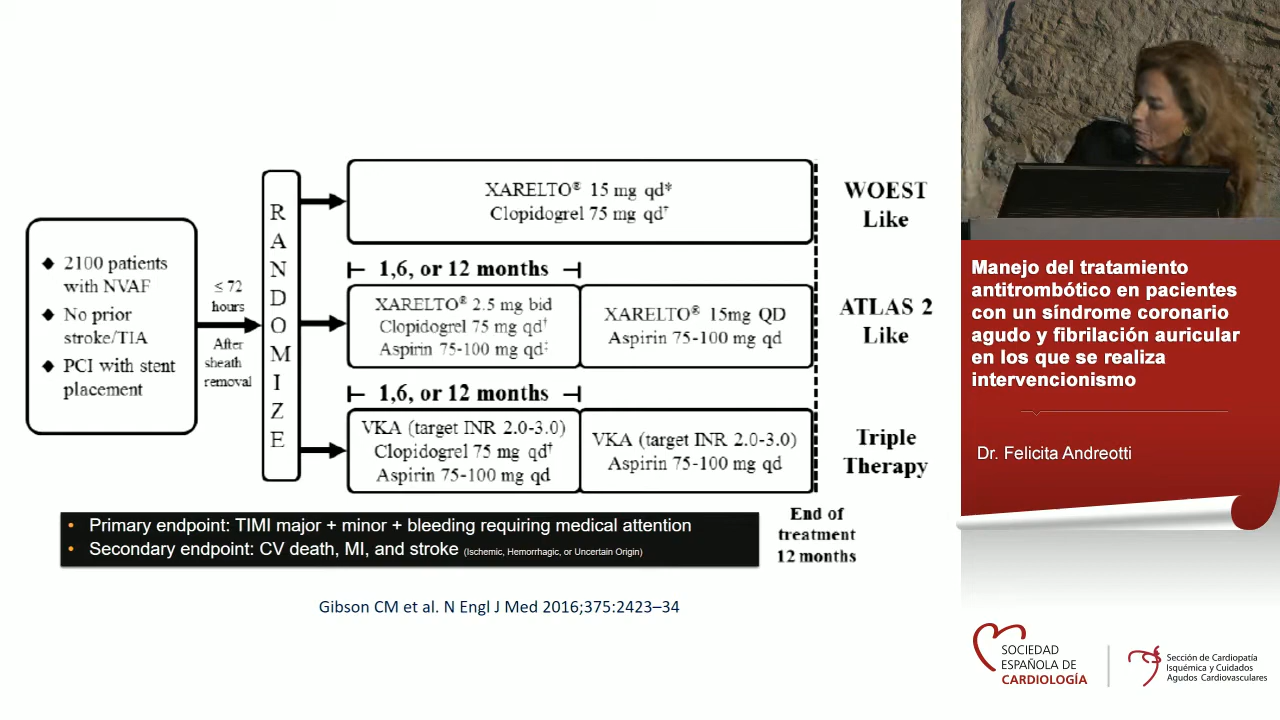 ◆ 2100 patients
with NVAF
◆ No prior
stroke/TIA
◆ PCI with stent
placement
≤ 72
hours
After
sheath
removal
R
A
N
D
O
M
I
Z
E
XARELTO® 15 mg qd*
Clopidogrel 75 mg qd†
WOEST
Like
1,6, or 12 months
XARELTO® 2.5 mg bid
Clopidogrel 75 mg qd†
Aspirin 75-100 mg qd‡
XARELTO® 15mg QD
Aspirin 75-100 mg qd
ATLAS 2
Like
1,6, or 12 months
VKA (target INR 2.0-3.0)
Clopidogrel 75 mg qd†
Aspirin 75-100 mg qd
VKA (target INR 2.0-3.0)
Aspirin 75-100 mg qd
Triple
Therapy
• Primary endpoint: TIMI major + minor + bleeding requiring medical attention
• Secondary endpoint: CV death, MI, and stroke (Ischemic, Hemorrhagic, or Uncertain Origin)
End of
treatment
12 months
Gibson CM et al. N Engl J Med 2016;375:2423–34
Manejo del tratamiento
antitrombótico en pacientes
con un síndrome coronario
agudo y fibrilación auricular
en los que se realiza
intervencionismo
Dr. Felicita Andreotti
SOCIEDAD
ESPAÑOLA DE
CARDIOLOGÍA
Sección de Cardiopatía
Isquémica y Cuidados
Agudos Cardiovasculares